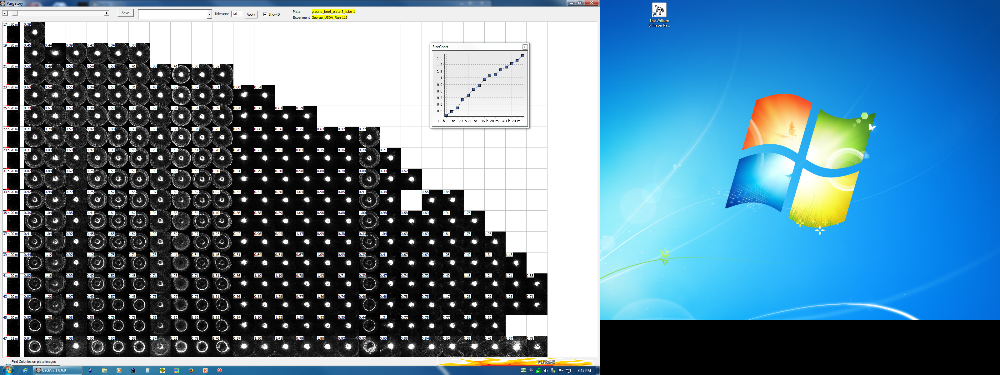 Purgatory
Save
Tolerance 1.0 Apply Show D
Plate ground_beef_plate 3_tube 1
Experiment George_USDA_Run 113
The William
S. Fraser Ra...
17 h 20 m 0.39
19 h 20 m 0.46 0.44 0.39 0.42 0.34 0.33
21 h 20 m 0.50 0.49 0.50 0.54 0.53 0.41 0.33 0.41 0.50 0.52
23 h 20 m 0.63 0.54 0.55 0.34 0.60 0.31 0.45 0.52 0.57 0.61 0.60 0.54
25 h 20 m 0.73 0.67 0.63 0.34 0.68 0.33 0.69 0.34 0.64 0.59 0.64 0.36 0.61 0.59
27 h 20 m 0.71 0.74 0.57 0.42 0.83 0.38 0.66 0.38 0.66 0.73 0.69 0.66 0.36 0.75 0.63 0.42 0.72
29 h 20 m 0.31 0.83 0.69 0.47 0.90 0.45 0.79 0.45 0.41 0.78 0.78 0.72 0.45 0.83 0.75 0.46 0.78 0.71
31 h 20 m 0.82 0.88 0.62 0.74 0.50 0.51 0.90 0.53 0.45 0.90 0.31 0.79 0.50 0.98 0.88 0.78 0.88 0.33 0.52
33 h 20 m 0.92 0.98 0.77 0.75 0.57 0.55 0.97 0.60 0.52 1.02 0.34 0.52 0.36 1.04 0.90 0.85 0.91 0.38 0.55 0.84
35 h 20 m 0.36 1.04 0.85 0.41 0.61 0.62 1.04 0.33 0.54 1.10 0.36 0.58 0.39 1.09 0.96 0.88 1.00 0.98 0.58 0.60 0.91 0.75
37 h 20 m 0.41 1.04 0.92 0.45 0.65 0.62 1.09 0.69 1.07 1.23 0.42 0.96 0.44 1.17 0.99 0.38 0.33 1.04 0.63 0.60 0.61 0.78 1.06
39 h 20 m 0.44 1.12 0.92 1.10 0.75 0.71 1.23 0.41 0.64 1.16 0.31 0.64 0.51 0.67 1.09 0.99 0.39 0.41 0.67 0.69 1.05 0.49 1.34 1.13
41 h 20 m 0.82 1.16 0.99 0.49 0.52 0.46 0.71 1.03 0.71 1.31 0.36 1.10 1.19 0.78 1.42 0.71 0.39 0.47 0.74 0.70 0.49 1.18 1.24 1.21 0.68
43 h 20 m 0.83 1.22 1.07 0.49 0.57 0.46 0.75 1.07 0.73 1.31 0.36 0.53 1.28 0.77 1.56 0.74 0.46 0.46 0.78 0.75 1.17 1.26 1.29 1.25 0.71
45 h 20 m 0.52 1.26 1.08 0.58 0.79 0.79 1.35 0.82 1.32 1.65 0.54 1.10 1.22 1.39 0.53 0.50 0.44 1.31 0.77 0.75 0.77 0.81 1.32
47 h 21 m 0.91 1.33 1.08 0.60 0.62 0.55 0.84 1.15 0.79 1.46 0.57 1.30 1.41 0.79 1.80 0.82 0.53 0.60 0.88 0.84 0.62 1.38 1.45 1.37 0.78
SizeChart
1.3
1.2
1.1
1
0.9
0.8
0.7
0.6
0.5
19 h 20 m 27 h 20 m 35 h 20 m 43 h 20 m
Find Colonies on plate images
PURGE
BacIAn 1.0.0.0
3:45 PM